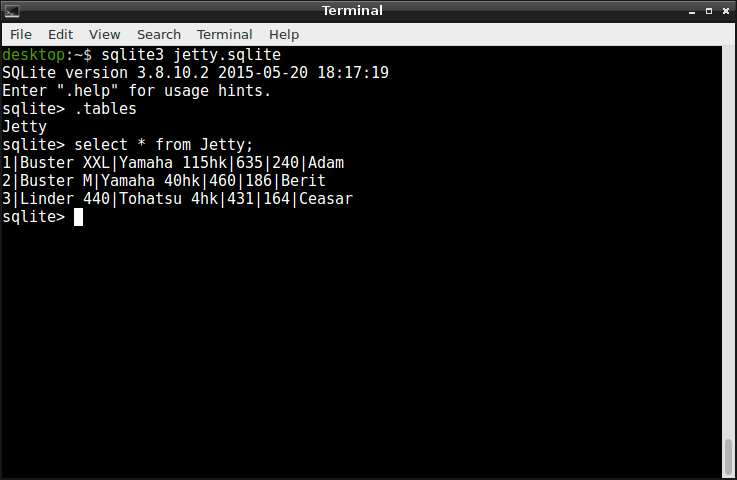 Terminal
File Edit View Search Terminal Help
desktop:~$ sqlite3 jetty.sqlite
SQLite version 3.8.10.2 2015-05-20 18:17:19
Enter ".help" for usage hints.
sqlite> .tables
Jetty
sqlite> select * from Jetty;
1|Buster XXL|Yamaha 115hk|635|240|Adam
2|Buster M|Yamaha 40hk|460|186|Berit
3|Linder 440|Tohatsu 4hk|431|164|Ceasar
sqlite>